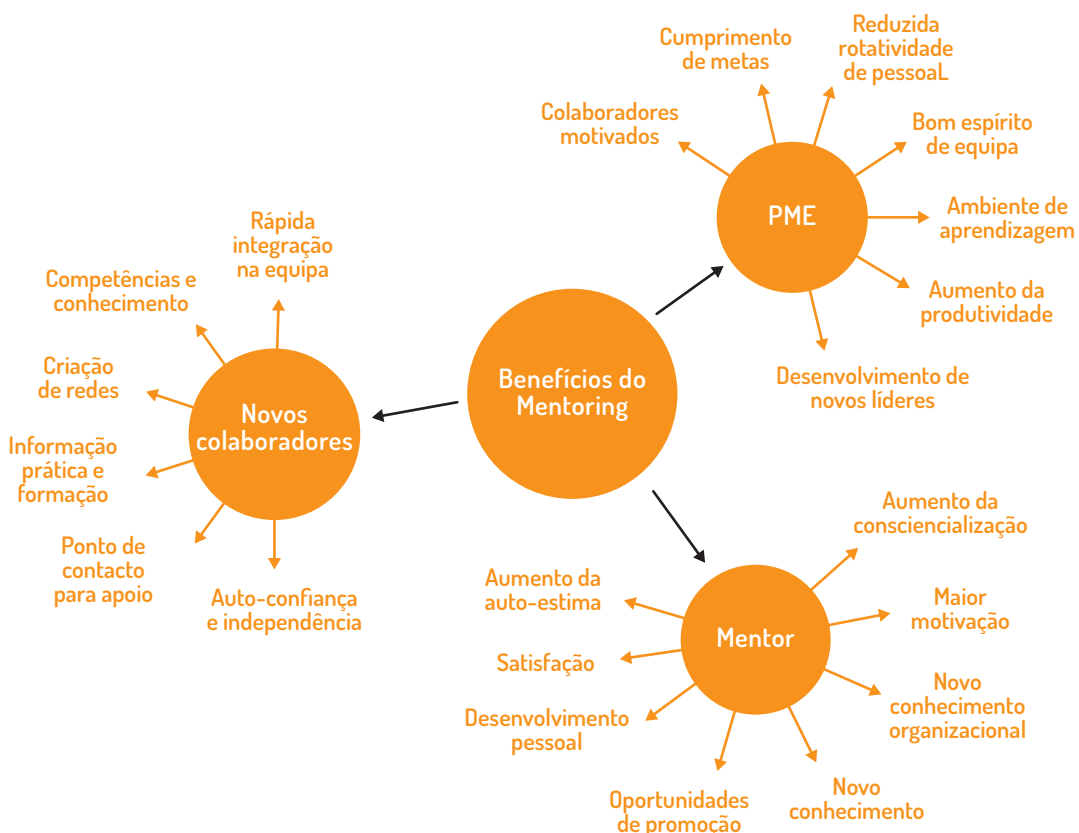 Benefícios do
Mentoring
PME
Colaboradores
motivados
Cumprimento
de metas
Reduzida
rotatividade
de pessoaL
Bom espírito
de equipa
Ambiente de
aprendizagem
Aumento da
produtividade
Desenvolvimento de
novos líderes
Novos
colaboradores
Rápida
integração
na equipa
Competências e
conhecimento
Criação
de redes
Informação
prática e
formação
Ponto de
contacto
para apoio
Auto-confiança
e independência
Mentor
Aumento da
consciencialização
Maior
motivação
Novo
conhecimento
organizacional
Novo
conhecimento
Oportunidades
de promoção
Desenvolvimento
pessoal
Satisfação
Aumento da
auto-estima